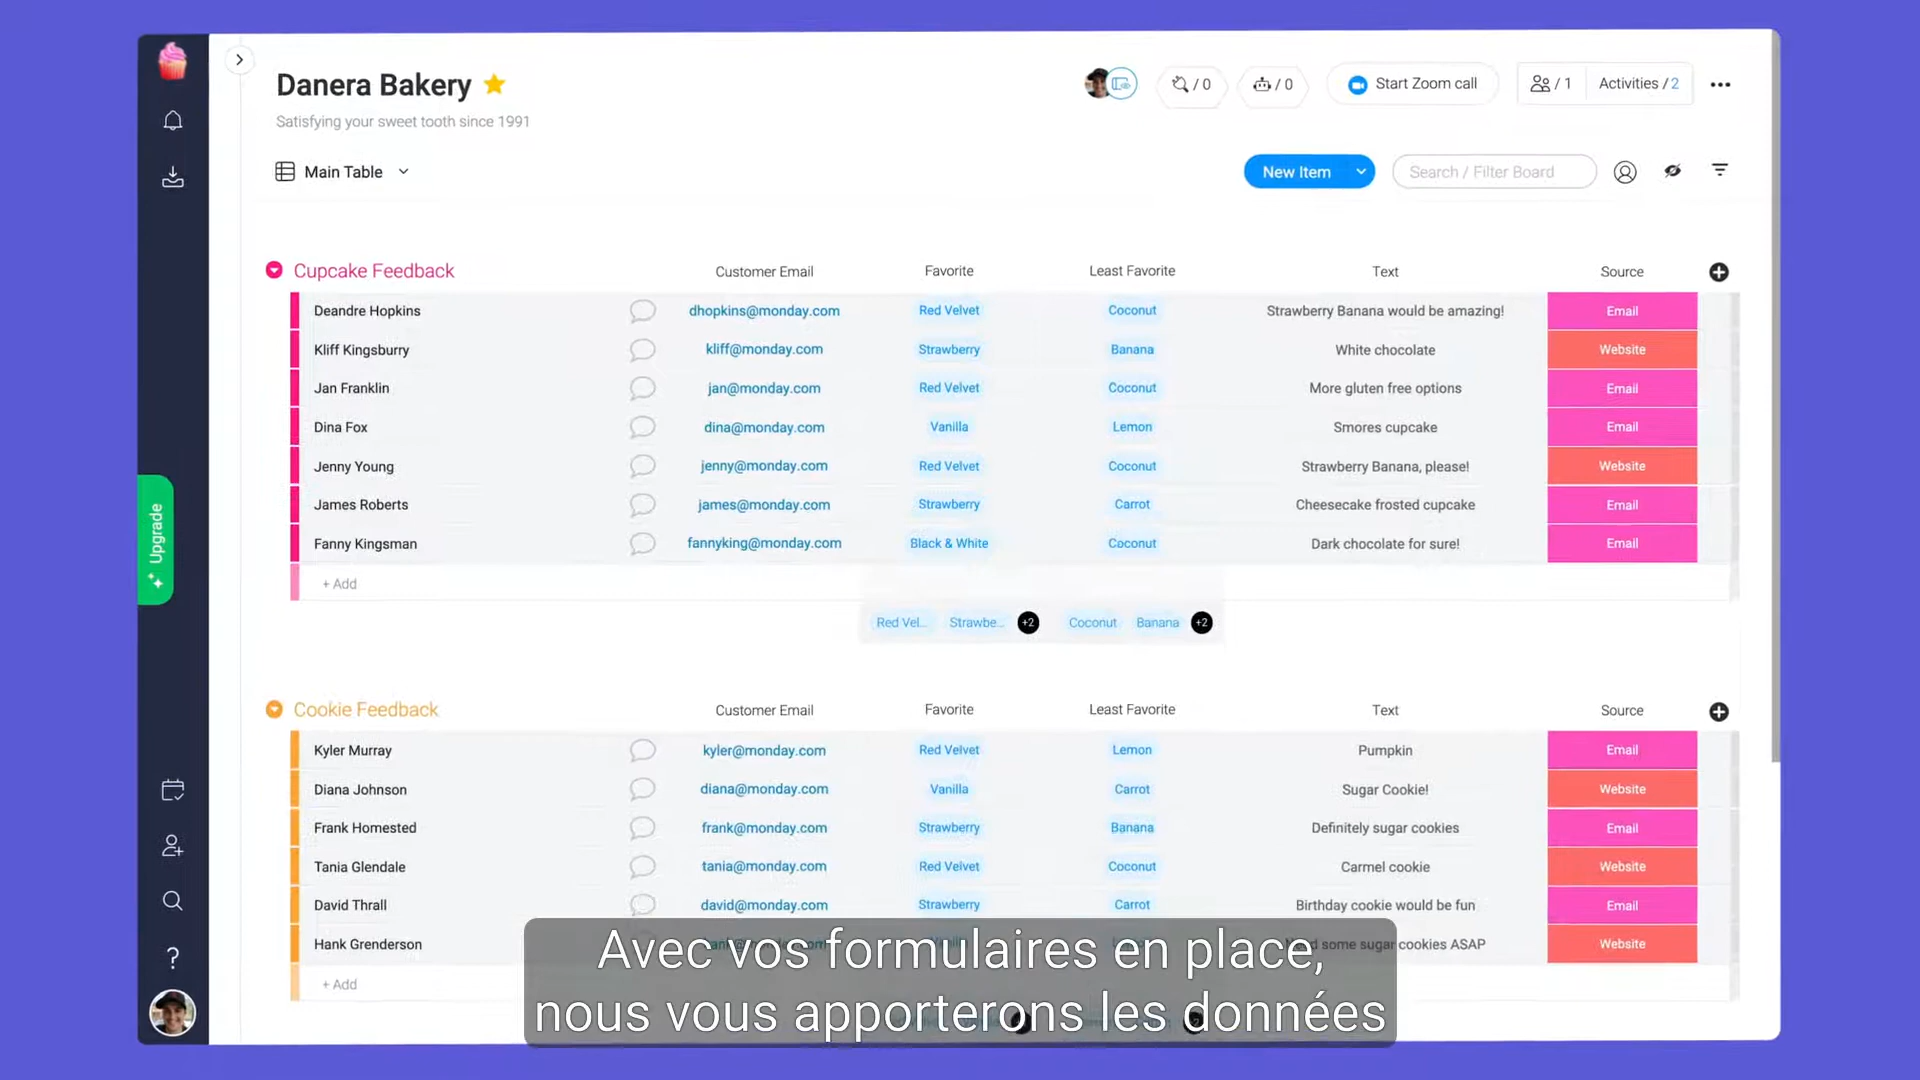 Danera Bakery
Satisfying your sweet tooth since 1991
/ 0
/ 0
Start Zoom call
/ 1
Activities / 2
Main Table
New Item
Search / Filter Board
Upgrade
Cupcake Feedback Customer Email Favorite Least Favorite Text Source
Deandre Hopkins dhopkins@monday.com Red Velvet Coconut Strawberry Banana would be amazing! Email
Kliff Kingsburry kliff@monday.com Strawberry Banana White chocolate Website
Jan Franklin jan@monday.com Red Velvet Coconut More gluten free options Email
Dina Fox dina@monday.com Vanilla Lemon Smores cupcake Email
Jenny Young jenny@monday.com Red Velvet Coconut Strawberry Banana, please! Website
James Roberts james@monday.com Strawberry Carrot Cheesecake frosted cupcake Email
Fanny Kingsman fannyking@monday.com Black & White Coconut Dark chocolate for sure! Email
+ Add
Red Vel... Strawbe... +2 Coconut Banana +2
Cookie Feedback Customer Email Favorite Least Favorite Text Source
Kyler Murray kyler@monday.com Red Velvet Lemon Pumpkin Email
Diana Johnson diana@monday.com Vanilla Carrot Sugar Cookie! Website
Frank Homested frank@monday.com Strawberry Banana Definitely sugar cookies Email
Tania Glendale tania@monday.com Red Velvet Coconut Carmel cookie Website
David Thrall david@monday.com Strawberry Carrot Birthday cookie would be fun Email
Hank Grenderson some sugar cookies ASAP Website
+ Add
Avec vos formulaires en place,
nous vous apporterons les données